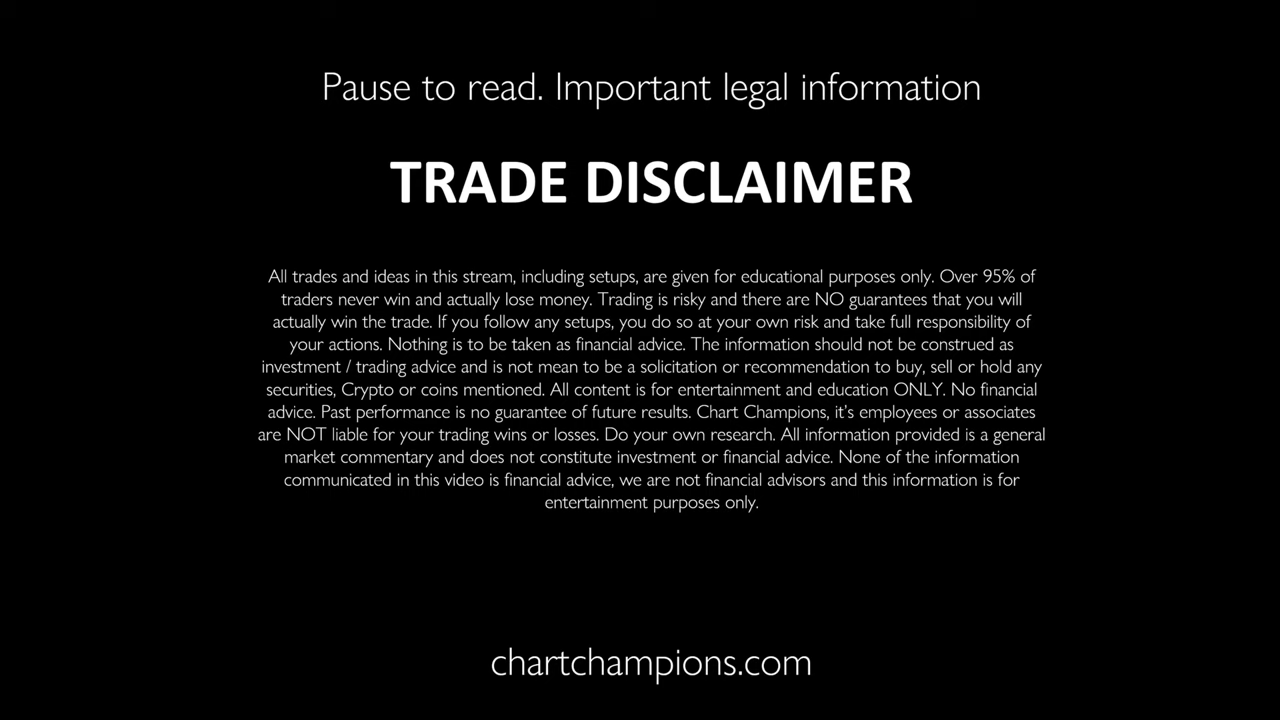 Pause to read. Important legal information
TRADE DISCLAIMER
All trades and ideas in this stream, including setups, are given for educational purposes only. Over 95% of
traders never win and actually lose money. Trading is risky and there are NO guarantees that you will
actually win the trade. If you follow any setups, you do so at your own risk and take full responsibility of
your actions. Nothing is to be taken as financial advice. The information should not be construed as
investment / trading advice and is not mean to be a solicitation or recommendation to buy, sell or hold any
securities, Crypto or coins mentioned. All content is for entertainment and education ONLY. No financial
advice. Past performance is no guarantee of future results. Chart Champions, it’s employees or associates
are NOT liable for your trading wins or losses. Do your own research. All information provided is a general
market commentary and does not constitute investment or financial advice. None of the information
communicated in this video is financial advice, we are not financial advisors and this information is for
entertainment purposes only.
chartchampions.com